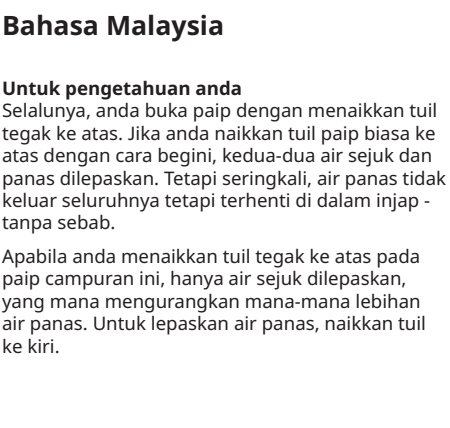 Bahasa Malaysia
Untuk pengetahuan anda
Selalunya, anda buka paip dengan menaikkan tuil
tegak ke atas. Jika anda naikkan tuil paip biasa ke
atas dengan cara begini, kedua-dua air sejuk dan
panas dilepaskan. Tetapi seringkali, air panas tidak
keluar seluruhnya tetapi terhenti di dalam injap -
tanpa sebab.
Apabila anda menaikkan tuil tegak ke atas pada
paip campuran ini, hanya air sejuk dilepaskan,
yang mana mengurangkan mana-mana lebihan
air panas. Untuk lepaskan air panas, naikkan tuil
ke kiri.